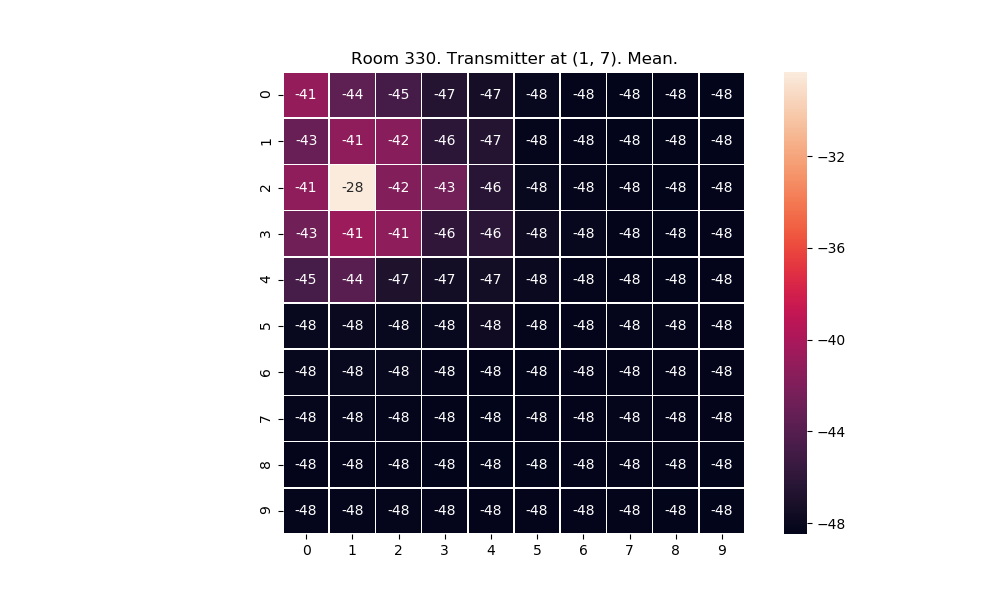 Room 330. Transmitter at (1, 7). Mean.
0 -41 -44 -45 -47 -47 -48 -48 -48 -48 -48
1 -43 -41 -42 -46 -47 -48 -48 -48 -48 -48
−32
2 -41 -28 -42 -43 -46 -48 -48 -48 -48 -48
3 -43 -41 -41 -46 -46 -48 -48 -48 -48 -48
−36
4 -45 -44 -47 -47 -47 -48 -48 -48 -48 -48
5 -48 -48 -48 -48 -48 -48 -48 -48 -48 -48
−40
6 -48 -48 -48 -48 -48 -48 -48 -48 -48 -48
7 -48 -48 -48 -48 -48 -48 -48 -48 -48 -48
−44
8 -48 -48 -48 -48 -48 -48 -48 -48 -48 -48
9 -48 -48 -48 -48 -48 -48 -48 -48 -48 -48
−48
0 1 2 3 4 5 6 7 8 9